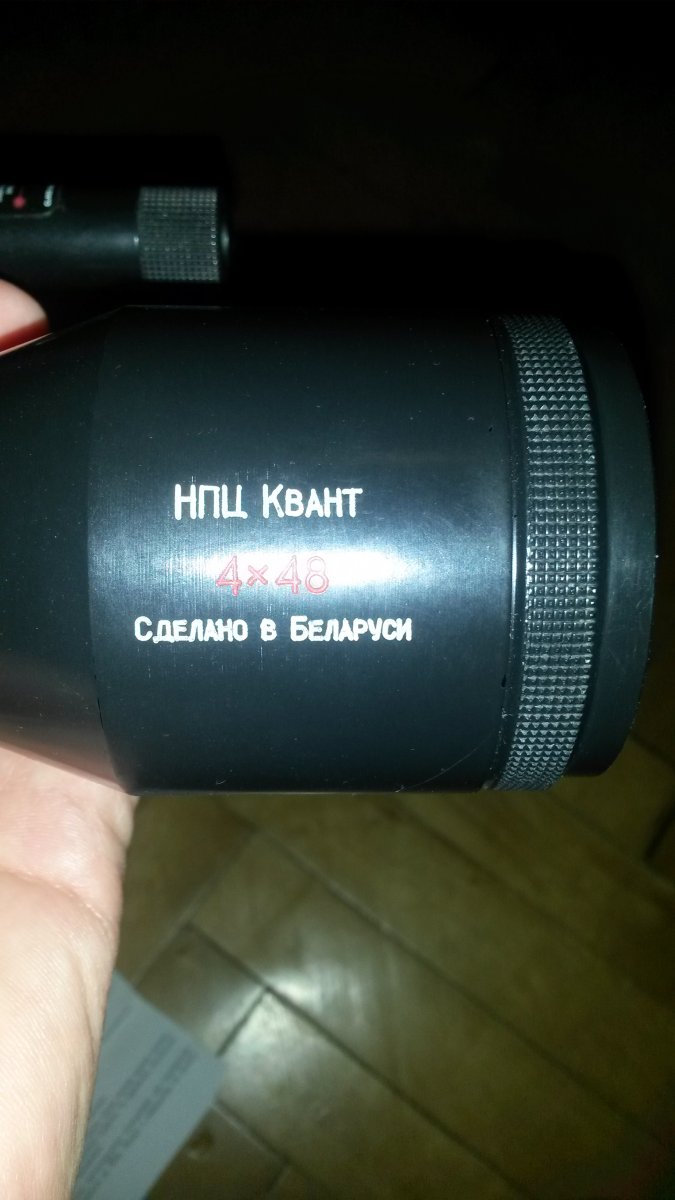 НПЦ Квант
4×48
Сделано в Беларуси